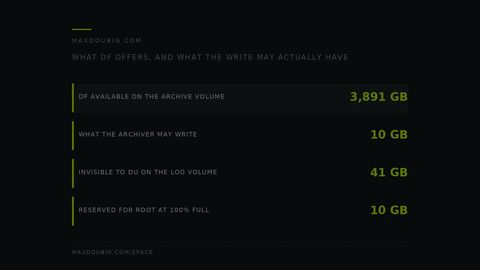 MAXDOURIN.COM
WHAT DF OFFERS, AND WHAT THE WRITE MAY ACTUALLY HAVE
DF AVAILABLE ON THE ARCHIVE VOLUME
3,891 GB
WHAT THE ARCHIVER MAY WRITE
10 GB
INVISIBLE TO DU ON THE LOG VOLUME
41 GB
RESERVED FOR ROOT AT 100% FULL
10 GB
MAXDOURIN.COM/SPACE